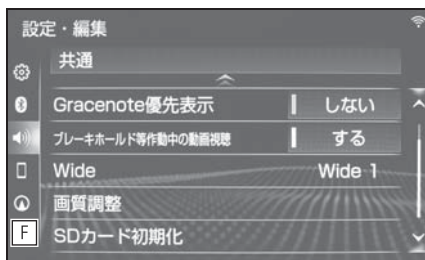 設定・編集
共通
Gracenote優先表示 しない
ブレーキホールド等作動中の動画視聴 する
Wide Wide 1
画質調整
F SDカード初期化